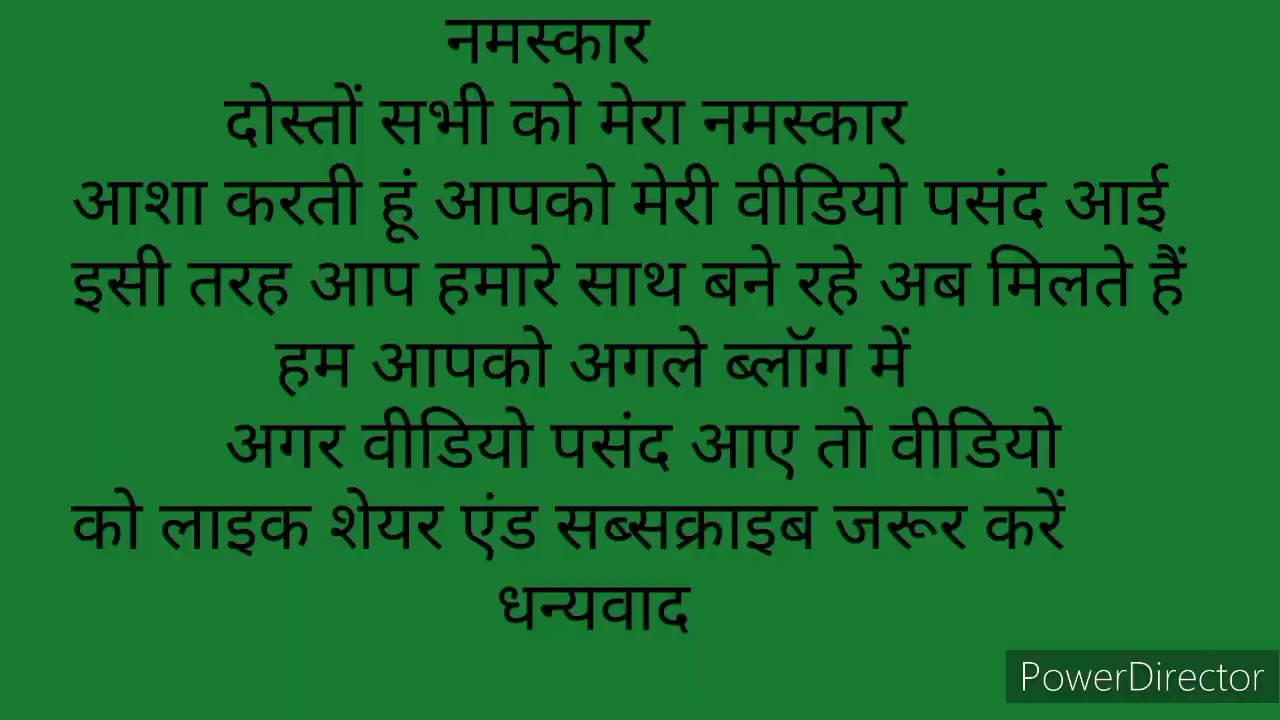 नमस्कार
दोस्तों सभी को मेरा नमस्कार
आशा करती हूं आपको मेरी वीडियो पसंद आई
इसी तरह आप हमारे साथ बने रहे अब मिलते हैं
हम आपको अगले ब्लॉग में
अगर वीडियो पसंद आए तो वीडियो
को लाइक शेयर एंड सब्सक्राइब जरूर करें
धन्यवाद
PowerDirector